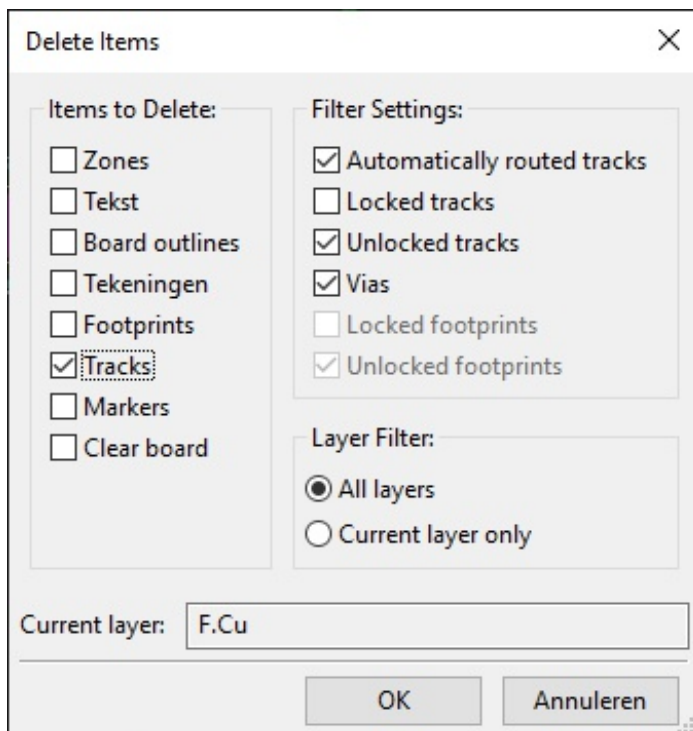 Delete Items
Items to Delete:
Zones
Tekst
Board outlines
Tekeningen
Footprints
Tracks
Markers
Clear board
Filter Settings:
Automatically routed tracks
Locked tracks
Unlocked tracks
Vias
Locked footprints
Unlocked footprints
Layer Filter:
All layers
Current layer only
Current layer: F.Cu
OK Annuleren